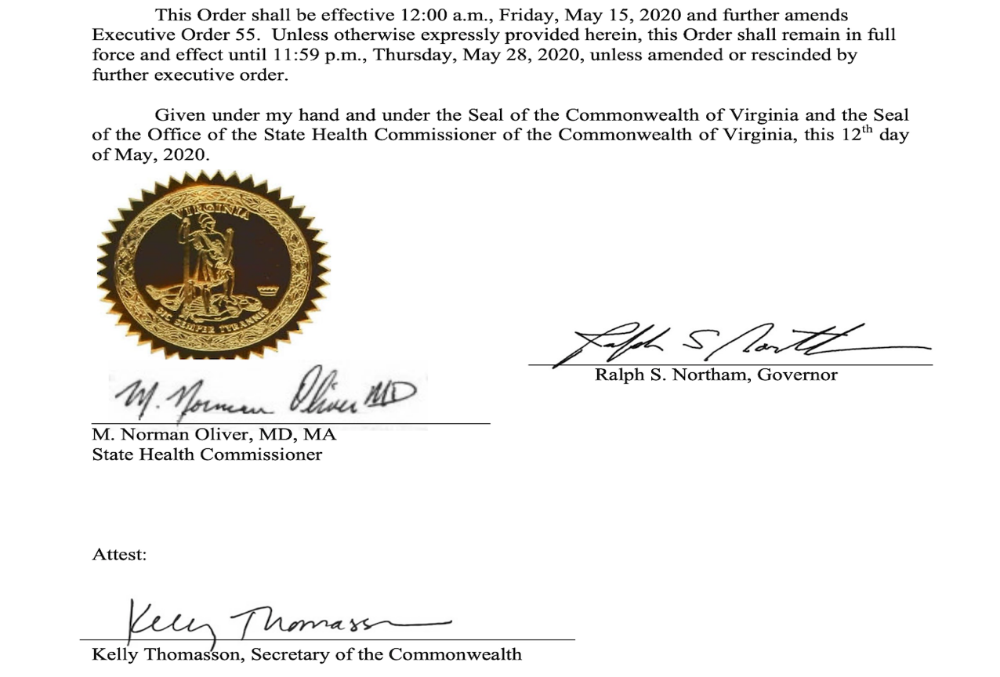 This Order shall be effective 12:00 a.m., Friday, May 15, 2020 and further amends
Executive Order 55. Unless otherwise expressly provided herein, this Order shall remain in full
force and effect until 11:59 p.m., Thursday, May 28, 2020, unless amended or rescinded by
further executive order.
Given under my hand and under the Seal of the Commonwealth of Virginia and the Seal
of the Office of the State Health Commissioner of the Commonwealth of Virginia, this 12th day
of May, 2020.
VIRGINIA
SIC SEMPER TYRANNIS
Ralph S Northam
Ralph S. Northam, Governor
M. Norman Oliver MD
M. Norman Oliver, MD, MA
State Health Commissioner
Attest:
Kelly Thomasson
Kelly Thomasson, Secretary of the Commonwealth